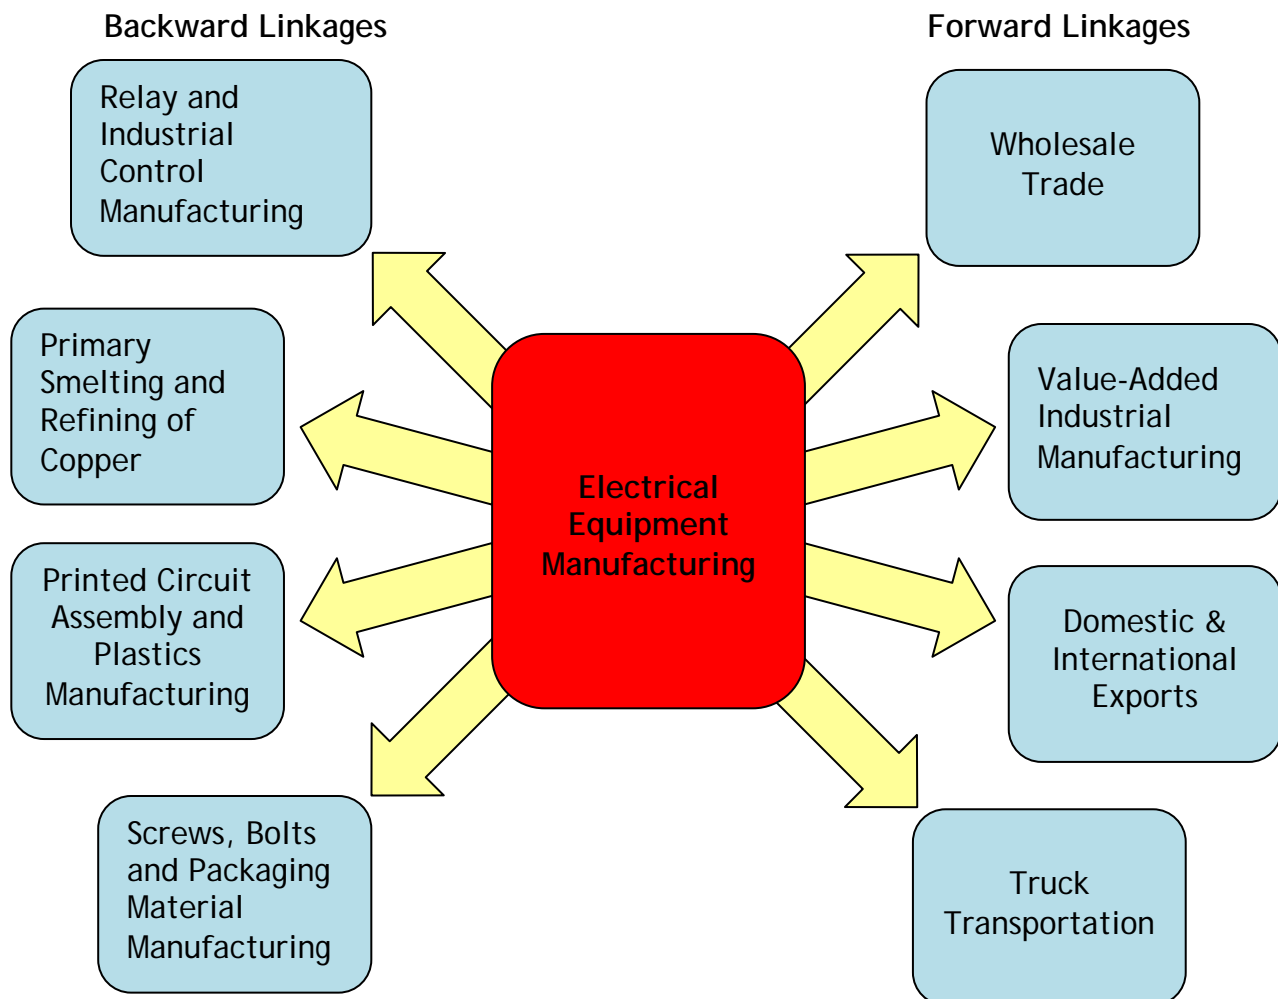 Backward Linkages
Forward Linkages
Relay and
Industrial
Control
Manufacturing
Wholesale
Trade
Primary
Smelting and
Refining of
Copper
Value-Added
Industrial
Manufacturing
Electrical
Equipment
Manufacturing
Printed Circuit
Assembly and
Plastics
Manufacturing
Domestic &
International
Exports
Screws, Bolts
and Packaging
Material
Manufacturing
Truck
Transportation